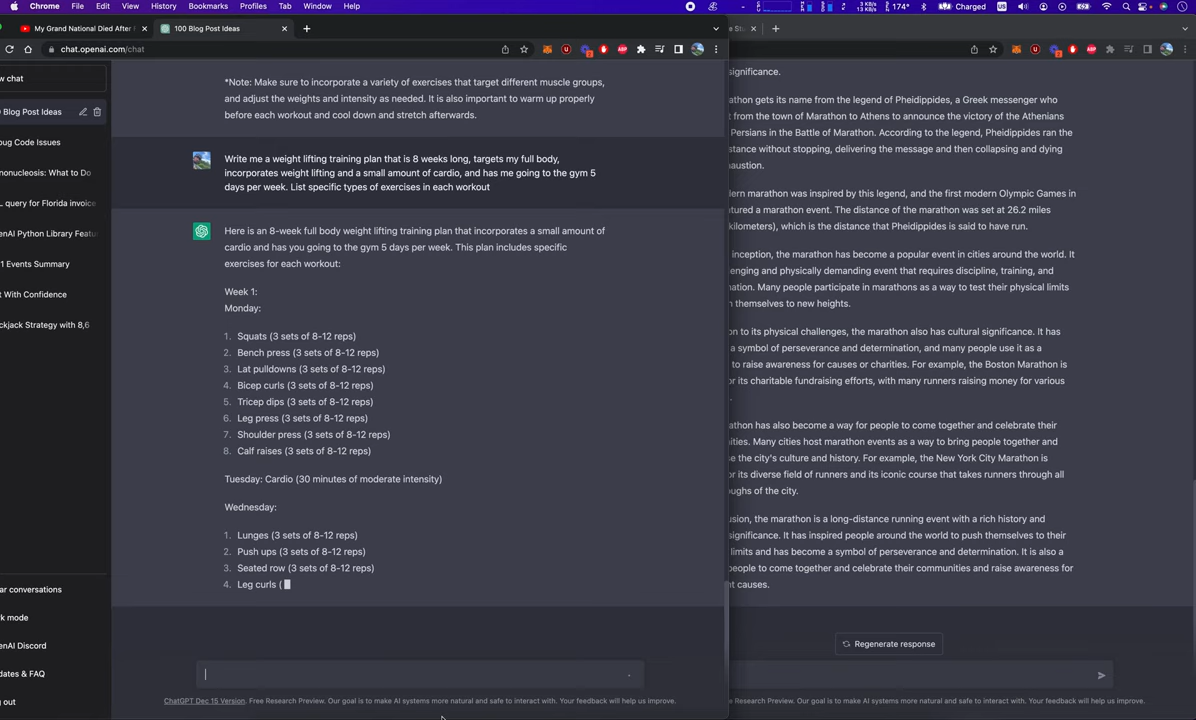 Chrome File Edit View History Bookmarks Profiles Tab Window Help
174° Charged US
My Grand National Died After
100 Blog Post Ideas
chat.openai.com/chat
w chat
Blog Post Ideas
bug Code Issues
nonucleosis: What to Do
L query for Florida invoice
enAI Python Library Featu
1 Events Summary
t With Confidence
ckjack Strategy with 8,6
ar conversations
k mode
enAI Discord
dates & FAQ
out
*Note: Make sure to incorporate a variety of exercises that target different muscle groups,
and adjust the weights and intensity as needed. It is also important to warm up properly
before each workout and cool down and stretch afterwards.
Write me a weight lifting training plan that is 8 weeks long, targets my full body,
incorporates weight lifting and a small amount of cardio, and has me going to the gym 5
days per week. List specific types of exercises in each workout
Here is an 8-week full body weight lifting training plan that incorporates a small amount of
cardio and has you going to the gym 5 days per week. This plan includes specific
exercises for each workout:
Week 1:
Monday:
1. Squats (3 sets of 8-12 reps)
2. Bench press (3 sets of 8-12 reps)
3. Lat pulldowns (3 sets of 8-12 reps)
4. Bicep curls (3 sets of 8-12 reps)
5. Tricep dips (3 sets of 8-12 reps)
6. Leg press (3 sets of 8-12 reps)
7. Shoulder press (3 sets of 8-12 reps)
8. Calf raises (3 sets of 8-12 reps)
Tuesday: Cardio (30 minutes of moderate intensity)
Wednesday:
1. Lunges (3 sets of 8-12 reps)
2. Push ups (3 sets of 8-12 reps)
3. Seated row (3 sets of 8-12 reps)
4. Leg curls (
ChatGPT Dec 15 Version. Free Research Preview. Our goal is to make AI systems more natural and safe to interact with. Your feedback will help us improve.
significance.
athon gets its name from the legend of Pheidippides, a Greek messenger who
t from the town of Marathon to Athens to announce the victory of the Athenians
Persians in the Battle of Marathon. According to the legend, Pheidippides ran the
istance without stopping, delivering the message and then collapsing and dying
haustion.
dern marathon was inspired by this legend, and the first modern Olympic Games in
atured a marathon event. The distance of the marathon was set at 26.2 miles
kilometers), which is the distance that Pheidippides is said to have run.
inception, the marathon has become a popular event in cities around the world. It
enging and physically demanding event that requires discipline, training, and
nation. Many people participate in marathons as a way to test their physical limits
h themselves to new heights.
on to its physical challenges, the marathon also has cultural significance. It has
a symbol of perseverance and determination, and many people use it as a
to raise awareness for causes or charities. For example, the Boston Marathon is
or its charitable fundraising efforts, with many runners raising money for various
athon has also become a way for people to come together and celebrate their
ities. Many cities host marathon events as a way to bring people together and
se the city's culture and history. For example, the New York City Marathon is
or its diverse field of runners and its iconic course that takes runners through all
oughs of the city.
usion, the marathon is a long-distance running event with a rich history and
significance. It has inspired people around the world to push themselves to their
limits and has become a symbol of perseverance and determination. It is also a
people to come together and celebrate their communities and raise awareness for
nt causes.
Regenerate response
Research Preview. Our goal is to make AI systems more natural and safe to interact with. Your feedback will help us improve.